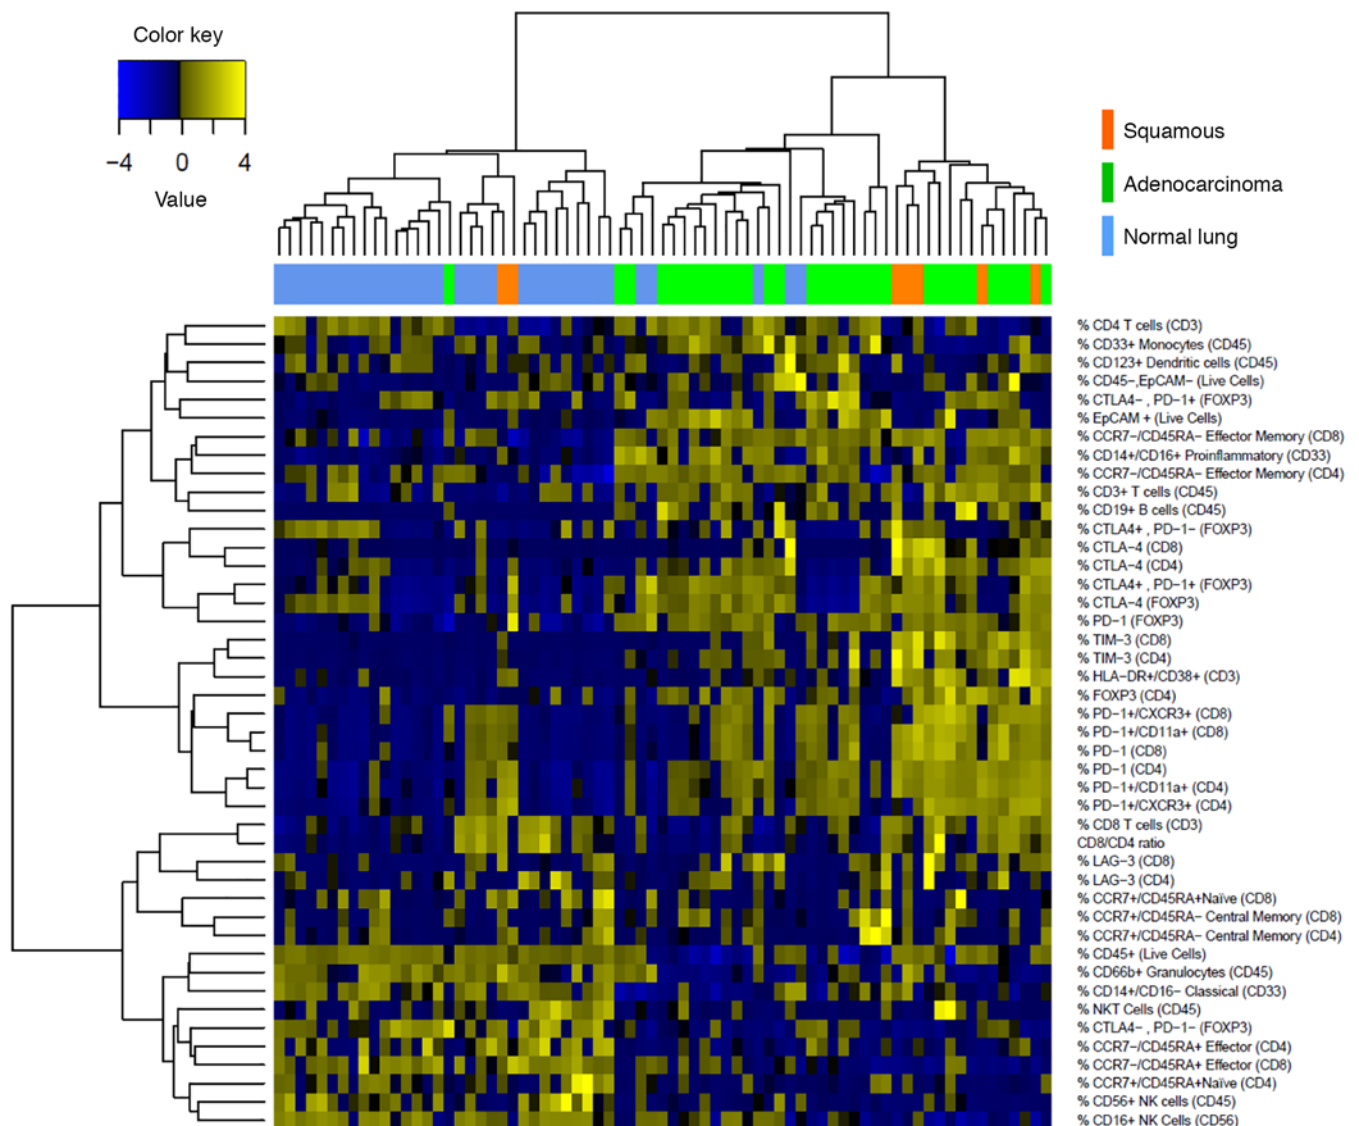 Color key
−4 0 4
Value
Squamous
Adenocarcinoma
Normal lung
% CD4 T cells (CD3)
% CD33+ Monocytes (CD45)
% CD123+ Dendritic cells (CD45)
% CD45−,EpCAM− (Live Cells)
% CTLA4− , PD−1+ (FOXP3)
% EpCAM + (Live Cells)
% CCR7−/CD45RA− Effector Memory (CD8)
% CD14+/CD16+ Proinflammatory (CD33)
% CCR7−/CD45RA− Effector Memory (CD4)
% CD3+ T cells (CD45)
% CD19+ B cells (CD45)
% CTLA4+ , PD−1− (FOXP3)
% CTLA−4 (CD8)
% CTLA−4 (CD4)
% CTLA4+ , PD−1+ (FOXP3)
% CTLA−4 (FOXP3)
% PD−1 (FOXP3)
% TIM−3 (CD8)
% TIM−3 (CD4)
% HLA−DR+/CD38+ (CD3)
% FOXP3 (CD4)
% PD−1+/CXCR3+ (CD8)
% PD−1+/CD11a+ (CD8)
% PD−1 (CD8)
% PD−1 (CD4)
% PD−1+/CD11a+ (CD4)
% PD−1+/CXCR3+ (CD4)
% CD8 T cells (CD3)
CD8/CD4 ratio
% LAG−3 (CD8)
% LAG−3 (CD4)
% CCR7+/CD45RA+Naïve (CD8)
% CCR7+/CD45RA− Central Memory (CD8)
% CCR7+/CD45RA− Central Memory (CD4)
% CD45+ (Live Cells)
% CD66b+ Granulocytes (CD45)
% CD14+/CD16− Classical (CD33)
% NKT Cells (CD45)
% CTLA4− , PD−1− (FOXP3)
% CCR7−/CD45RA+ Effector (CD4)
% CCR7−/CD45RA+ Effector (CD8)
% CCR7+/CD45RA+Naïve (CD4)
% CD56+ NK cells (CD45)
% CD16+ NK Cells (CD56)